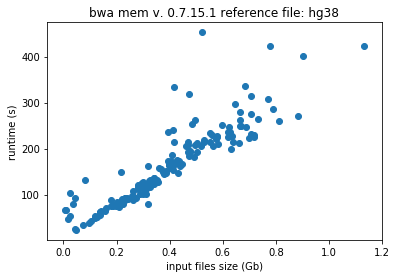 bwa mem v. 0.7.15.1 reference file: hg38
400
300
200
100
runtime (s)
0.0 0.2 0.4 0.6 0.8 1.0 1.2
input files size (Gb)